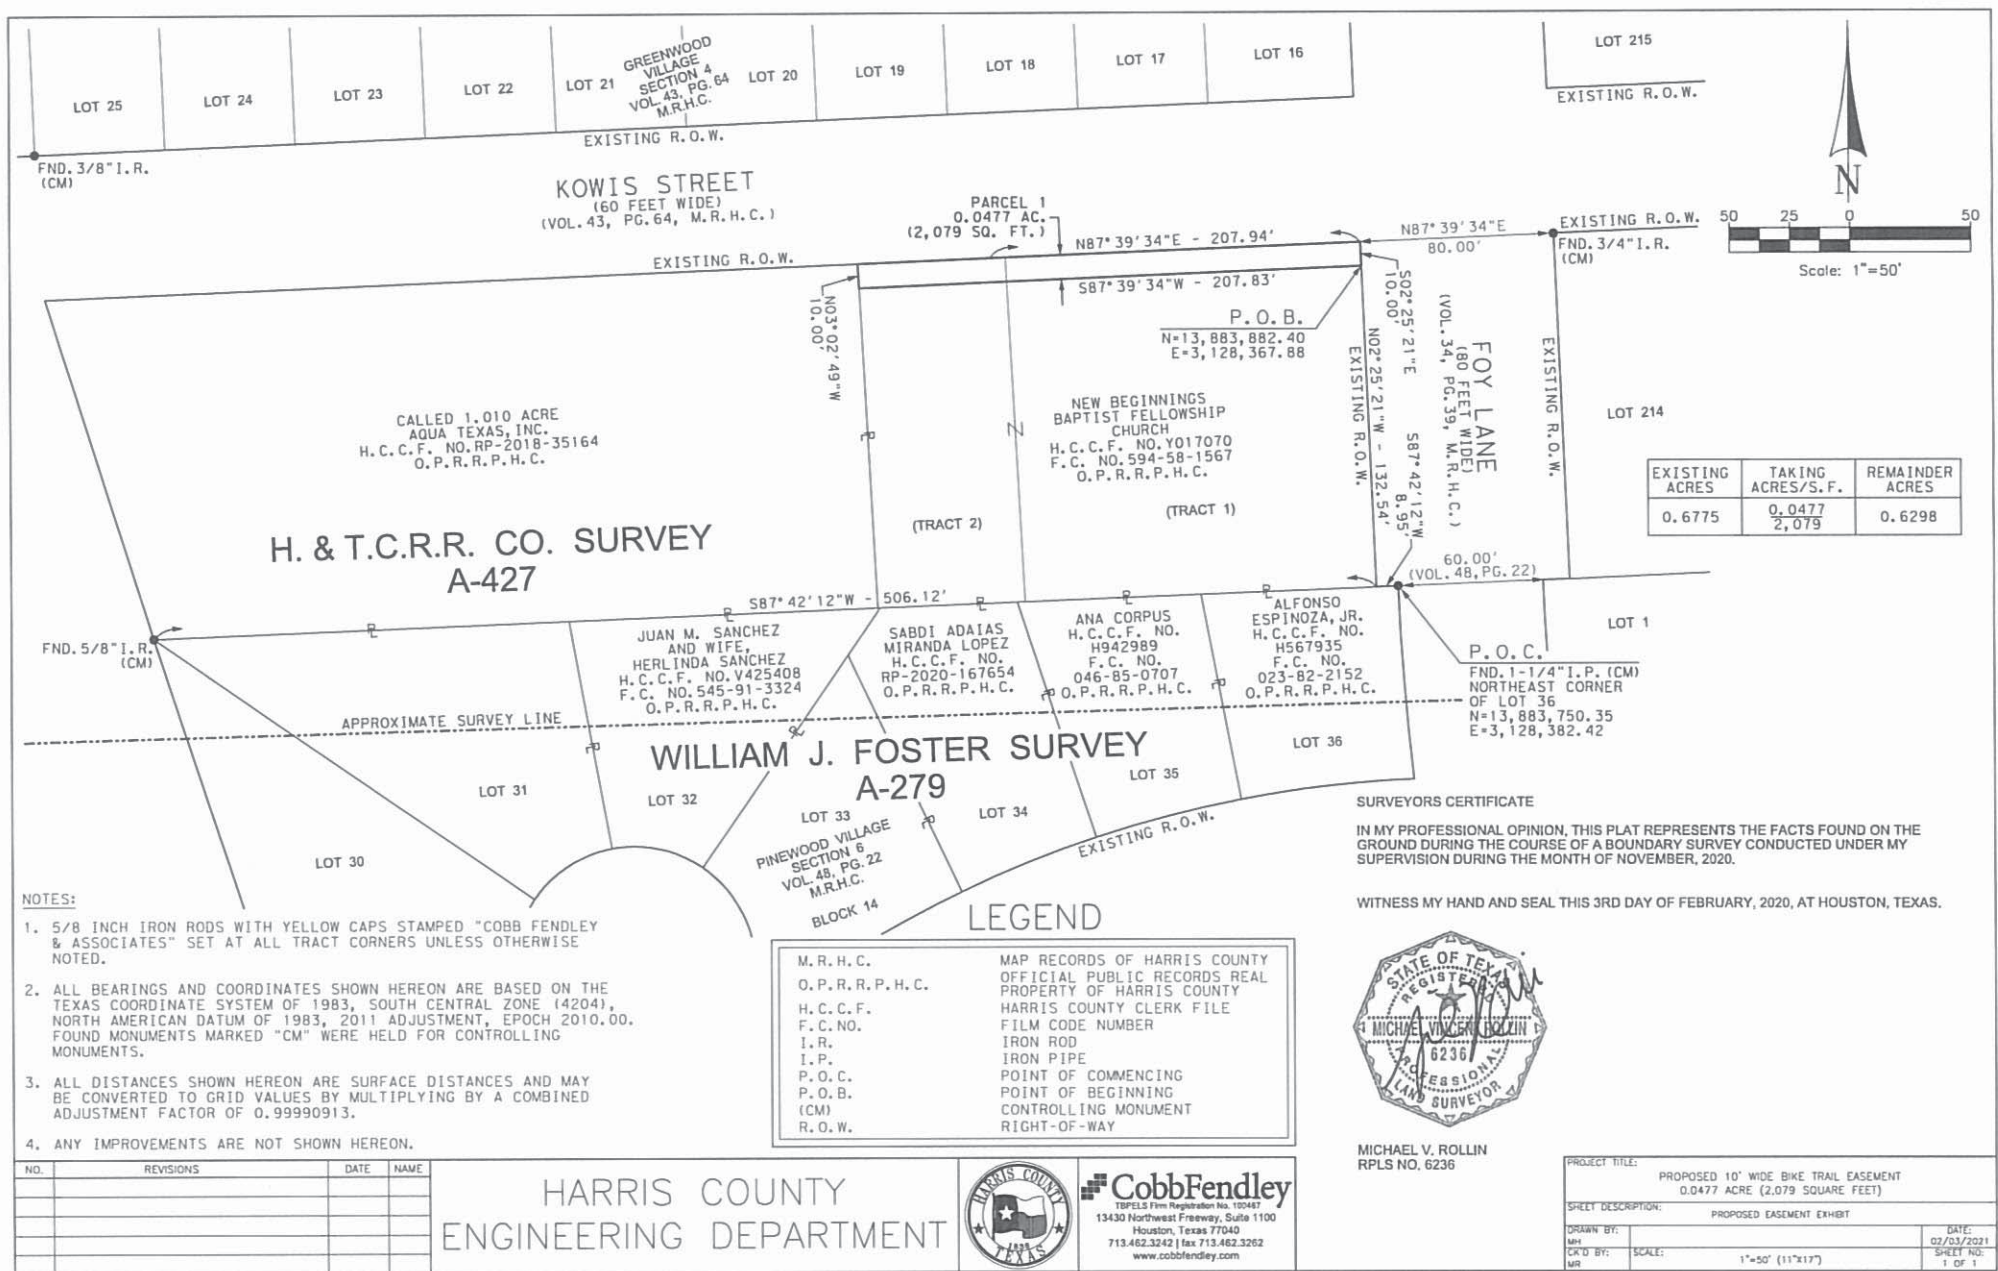 LOT 25
LOT 24
LOT 23
LOT 22
LOT 21
GREENWOOD
VILLAGE
SECTION 4
VOL. 43, PG. 64
M.R.H.C.
LOT 20
LOT 19
LOT 18
LOT 17
LOT 16
LOT 215
EXISTING R.O.W.
EXISTING R.O.W.
FND. 3/8" I.R.
(CM)
KOWIS STREET
(60 FEET WIDE)
(VOL. 43, PG. 64, M.R.H.C.)
EXISTING R.O.W.
PARCEL 1
0.0477 AC.
(2,079 SQ. FT.)
N87°39'34"E - 207.94'
S87°39'34"W - 207.83'
N87°39'34"E
80.00'
EXISTING R.O.W.
FND. 3/4" I.R.
(CM)
N
50 25 0 50
Scale: 1"=50'
N03°02'49"W
10.00'
P.O.B.
N=13,883,882.40
E=3,128,367.88
S02°25'21"E
10.00'
N02°25'21"W - 132.54'
EXISTING R.O.W.
S87°42'12"W
8.95'
FOY LANE
(80 FEET WIDE)
(VOL. 34, PG. 39, M.R.H.C.)
EXISTING R.O.W.
LOT 214
CALLED 1.010 ACRE
AQUA TEXAS, INC.
H.C.C.F. NO. RP-2018-35164
O.P.R.R.P.H.C.
NEW BEGINNINGS
BAPTIST FELLOWSHIP
CHURCH
H.C.C.F. NO. Y017070
F.C. NO. 594-58-1567
O.P.R.R.P.H.C.
(TRACT 2)
(TRACT 1)
Z
PL
EXISTING ACRES
TAKING ACRES/S.F.
REMAINDER ACRES
0.6775
0.0477
2,079
0.6298
H. & T.C.R.R. CO. SURVEY
A-427
60.00'
(VOL. 48, PG. 22)
S87°42'12"W - 506.12'
PL
PL
PL
PL
PL
FND. 5/8" I.R.
(CM)
JUAN M. SANCHEZ
AND WIFE,
HERLINDA SANCHEZ
H.C.C.F. NO. V425408
F.C. NO. 545-91-3324
O.P.R.R.P.H.C.
SABDI ADAIAS
MIRANDA LOPEZ
H.C.C.F. NO.
RP-2020-167654
O.P.R.R.P.H.C.
ANA CORPUS
H.C.C.F. NO.
H942989
F.C. NO.
046-85-0707
O.P.R.R.P.H.C.
ALFONSO
ESPINOZA, JR.
H.C.C.F. NO.
H567935
F.C. NO.
023-82-2152
O.P.R.R.P.H.C.
LOT 1
P.O.C.
FND. 1-1/4" I.P. (CM)
NORTHEAST CORNER
OF LOT 36
N=13,883,750.35
E=3,128,382.42
PL
PL
PL
PL
PL
APPROXIMATE SURVEY LINE
WILLIAM J. FOSTER SURVEY
A-279
LOT 30
LOT 31
LOT 32
LOT 33
LOT 34
LOT 35
LOT 36
PINEWOOD VILLAGE
SECTION 6
VOL. 48, PG. 22
M.R.H.C.
BLOCK 14
EXISTING R.O.W.
SURVEYORS CERTIFICATE
IN MY PROFESSIONAL OPINION, THIS PLAT REPRESENTS THE FACTS FOUND ON THE
GROUND DURING THE COURSE OF A BOUNDARY SURVEY CONDUCTED UNDER MY
SUPERVISION DURING THE MONTH OF NOVEMBER, 2020.
WITNESS MY HAND AND SEAL THIS 3RD DAY OF FEBRUARY, 2020, AT HOUSTON, TEXAS.
STATE OF TEXAS
REGISTERED
MICHAEL VINCENT ROLLIN
6236
PROFESSIONAL
LAND SURVEYOR
MICHAEL V. ROLLIN
RPLS NO. 6236
NOTES:
1. 5/8 INCH IRON RODS WITH YELLOW CAPS STAMPED "COBB FENDLEY
& ASSOCIATES" SET AT ALL TRACT CORNERS UNLESS OTHERWISE
NOTED.
2. ALL BEARINGS AND COORDINATES SHOWN HEREON ARE BASED ON THE
TEXAS COORDINATE SYSTEM OF 1983, SOUTH CENTRAL ZONE (4204),
NORTH AMERICAN DATUM OF 1983, 2011 ADJUSTMENT, EPOCH 2010.00.
FOUND MONUMENTS MARKED "CM" WERE HELD FOR CONTROLLING
MONUMENTS.
3. ALL DISTANCES SHOWN HEREON ARE SURFACE DISTANCES AND MAY
BE CONVERTED TO GRID VALUES BY MULTIPLYING BY A COMBINED
ADJUSTMENT FACTOR OF 0.99990913.
4. ANY IMPROVEMENTS ARE NOT SHOWN HEREON.
LEGEND
M.R.H.C. MAP RECORDS OF HARRIS COUNTY
O.P.R.R.P.H.C. OFFICIAL PUBLIC RECORDS REAL
PROPERTY OF HARRIS COUNTY
H.C.C.F. HARRIS COUNTY CLERK FILE
F.C. NO. FILM CODE NUMBER
I.R. IRON ROD
I.P. IRON PIPE
P.O.C. POINT OF COMMENCING
P.O.B. POINT OF BEGINNING
(CM) CONTROLLING MONUMENT
R.O.W. RIGHT-OF-WAY
NO. REVISIONS DATE NAME
HARRIS COUNTY
ENGINEERING DEPARTMENT
HARRIS COUNTY
1836
TEXAS
CobbFendley
TBPELS Firm Registration No. 100467
13430 Northwest Freeway, Suite 1100
Houston, Texas 77040
713.462.3242 | fax 713.462.3262
www.cobbfendley.com
PROJECT TITLE:
PROPOSED 10' WIDE BIKE TRAIL EASEMENT
0.0477 ACRE (2,079 SQUARE FEET)
SHEET DESCRIPTION:
PROPOSED EASEMENT EXHIBIT
DRAWN BY:
MH
DATE:
02/03/2021
CK'D BY:
MR
SCALE:
1"=50' (11"X17")
SHEET NO:
1 OF 1